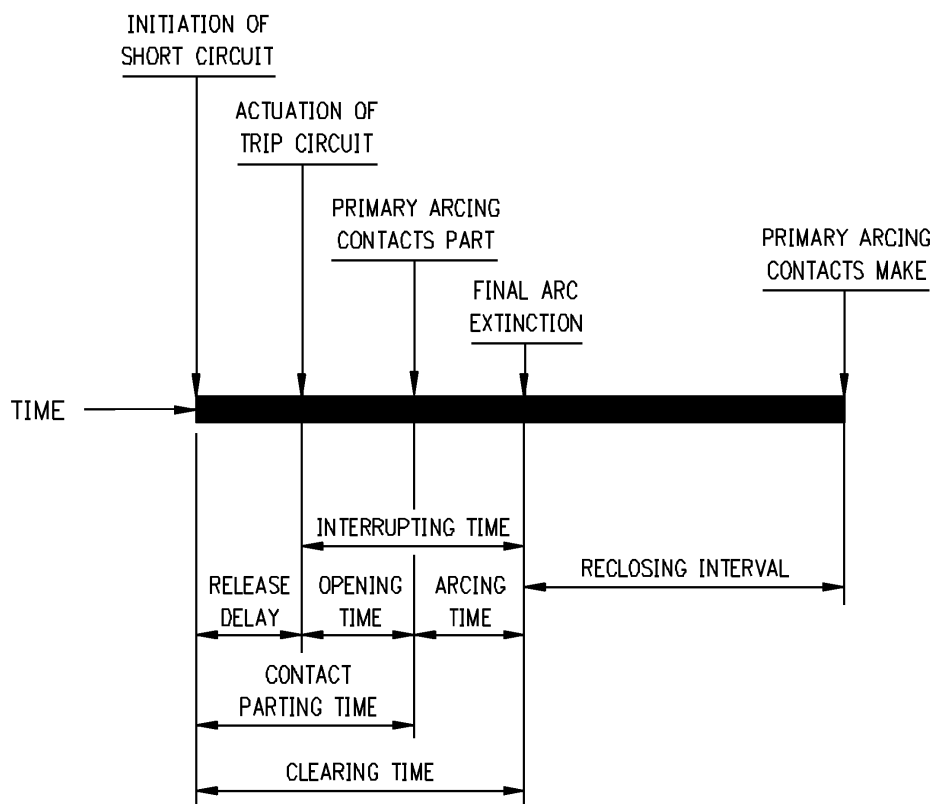 INITIATION OF
SHORT CIRCUIT
ACTUATION OF
TRIP CIRCUIT
PRIMARY ARCING
CONTACTS PART
PRIMARY ARCING
CONTACTS MAKE
FINAL ARC
EXTINCTION
TIME
INTERRUPTING TIME
RECLOSING INTERVAL
RELEASE
DELAY
OPENING
TIME
ARCING
TIME
CONTACT
PARTING TIME
CLEARING TIME